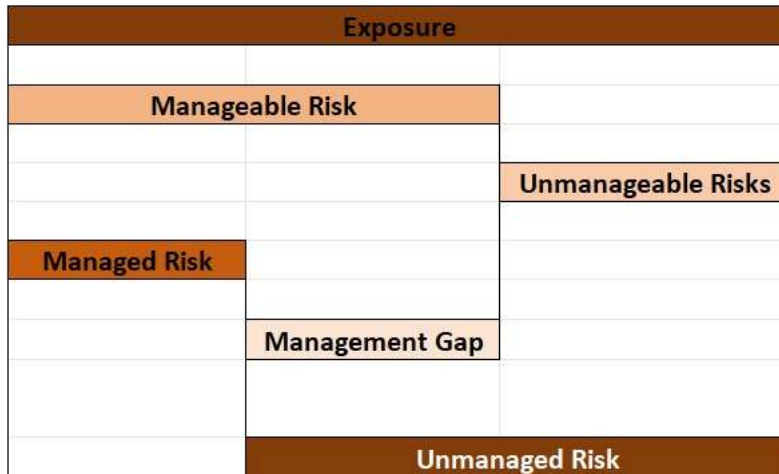 Exposure
Manageable Risk
Unmanageable Risks
Managed Risk
Management Gap
Unmanaged Risk